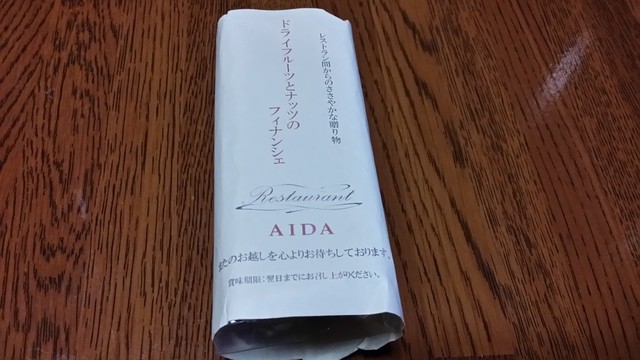 レストラン間からのささやかな贈り物
ドライフルーツとナッツの
フィナンシェ
Restaurant
AIDA
またのお越しを心よりお待ちしております。
賞味期限：翌日までにお召し上がりください。